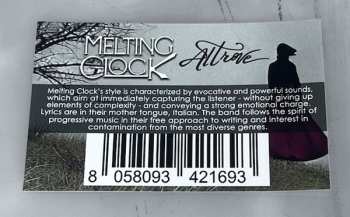 MELTING
CLOCK
Altrove
Melting Clock's style is characterized by evocative and powerful sounds,
which aim at immediately capturing the listener - without giving up
elements of complexity - and conveying a strong emotional charge.
Lyrics are in their mother tongue, Italian. The band follows the spirit of
progressive music in their free approach to writing and interest in
contamination from the most diverse genres.
8 058093 421693